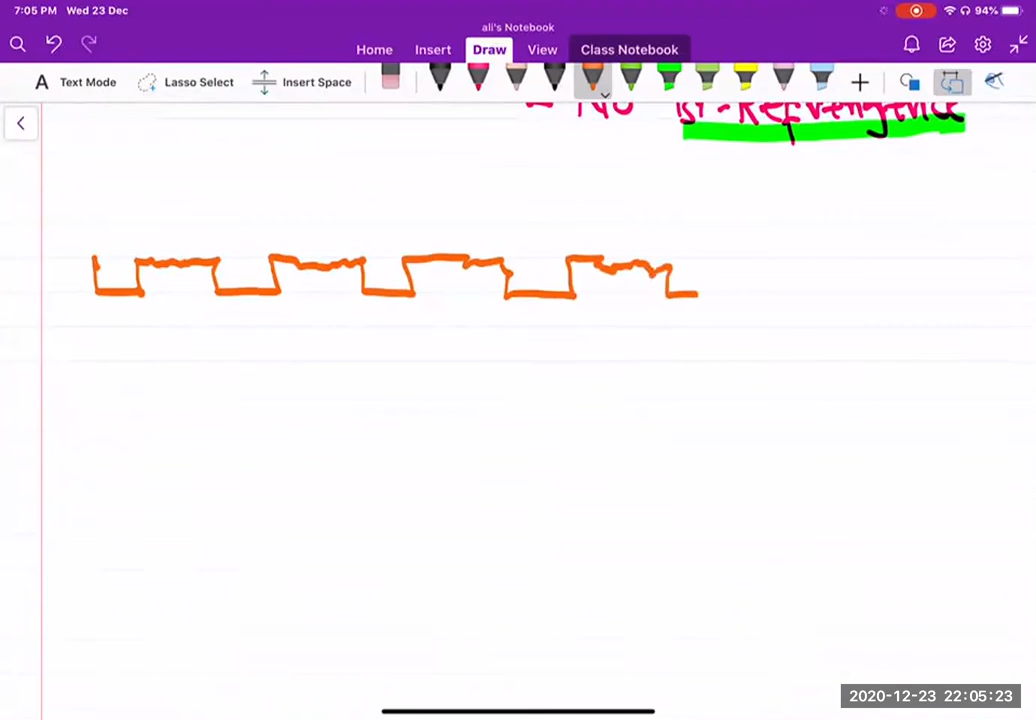 7:05 PM Wed 23 Dec
94%
ali's Notebook
Home Insert Draw View Class Notebook
A Text Mode Lasso Select Insert Space
No
2020-12-23 22:05:23